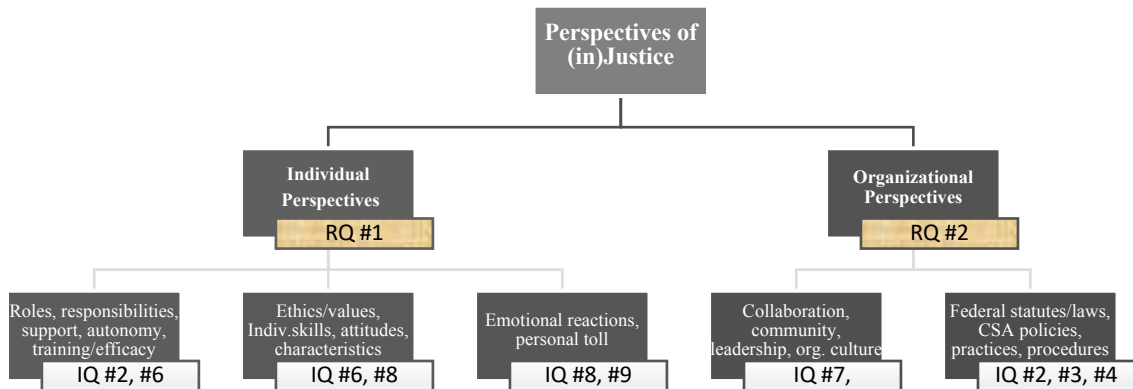 Perspectives of
(in)Justice
Individual
Perspectives
RQ #1
Organizational
Perspectives
RQ #2
Roles, responsibilities,
support, autonomy,
training/efficacy
IQ #2, #6
Ethics/values,
Indiv.skills, attitudes,
characteristics
IQ #6, #8
Emotional reactions,
personal toll
IQ #8, #9
Collaboration,
community,
leadership, org. culture
IQ #7,
Federal statutes/laws,
CSA policies,
practices, procedures
IQ #2, #3, #4